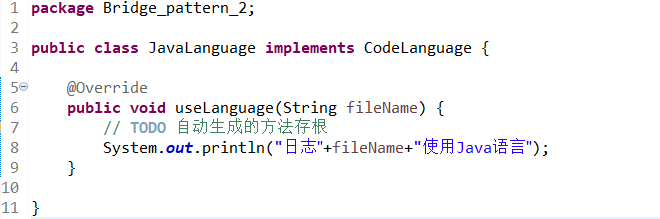 1 package Bridge_pattern_2;
2
3 public class JavaLanguage implements CodeLanguage {
4
5     @Override
6     public void useLanguage(String fileName) {
7         // TODO 自动生成的方法存根
8         System.out.println("日志"+fileName+"使用Java语言");
9     }
10
11 }